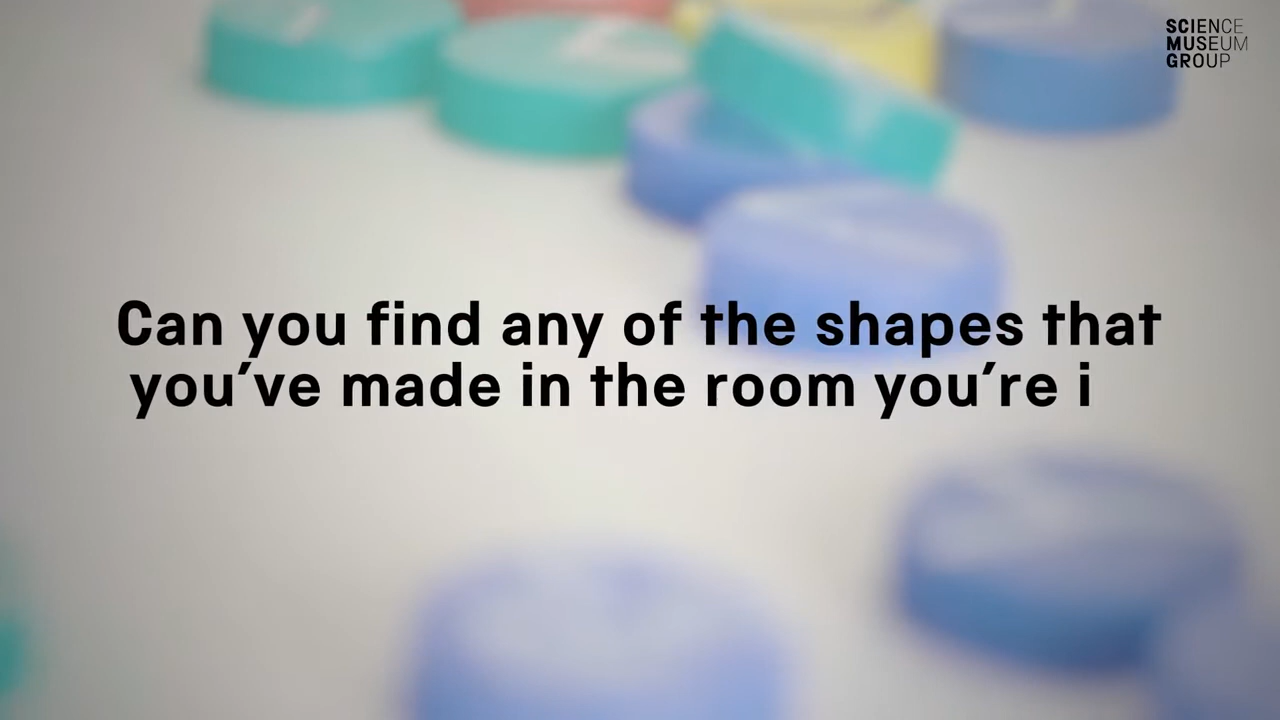 SCIENCE
MUSEUM
GROUP
Can you find any of the shapes that
you’ve made in the room you’re i